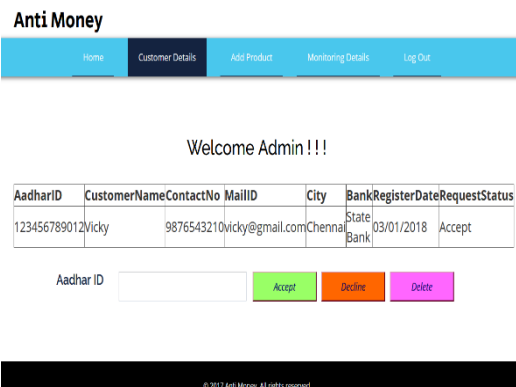 Anti Money
Home Customer Details Add Product Monitoring Details Log Out
Welcome Admin ! ! !
AadharID CustomerName ContactNo MailID City Bank RegisterDate RequestStatus
123456789012 Vicky 9876543210 vicky@gmail.com Chennai State Bank 03/01/2018 Accept
Aadhar ID Accept Decline Delete
© 2017 Anti Money. All rights reserved